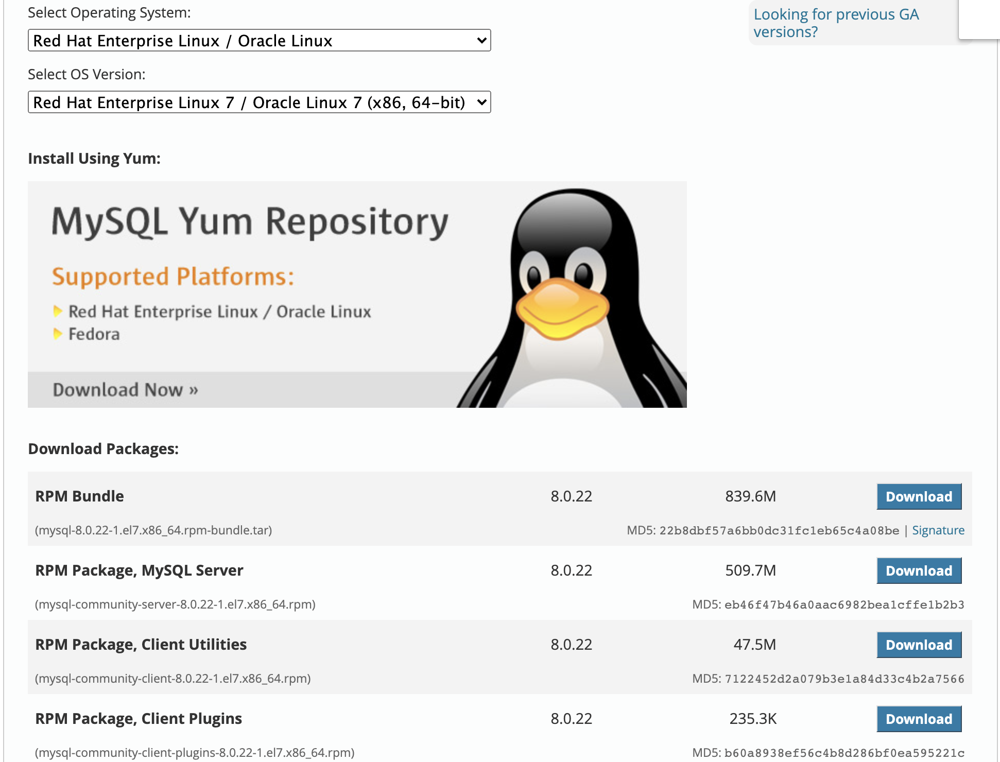 Select Operating System:
Looking for previous GA
versions?
Red Hat Enterprise Linux / Oracle Linux
Select OS Version:
Red Hat Enterprise Linux 7 / Oracle Linux 7 (x86, 64-bit)
Install Using Yum:
MySQL Yum Repository
Supported Platforms:
Red Hat Enterprise Linux / Oracle Linux
Fedora
Download Now »
Download Packages:
RPM Bundle 8.0.22 839.6M Download
(mysql-8.0.22-1.el7.x86_64.rpm-bundle.tar) MD5: 22b8dbf57a6bb0dc31fc1eb65c4a08be | Signature
RPM Package, MySQL Server 8.0.22 509.7M Download
(mysql-community-server-8.0.22-1.el7.x86_64.rpm) MD5: eb46f47b46a0aac6982bea1cffe1b2b3
RPM Package, Client Utilities 8.0.22 47.5M Download
(mysql-community-client-8.0.22-1.el7.x86_64.rpm) MD5: 7122452d2a079b3e1a84d33c4b2a7566
RPM Package, Client Plugins 8.0.22 235.3K Download
(mysql-community-client-plugins-8.0.22-1.el7.x86_64.rpm) MD5: b60a8938ef56c4b8d286bf0ea595221c